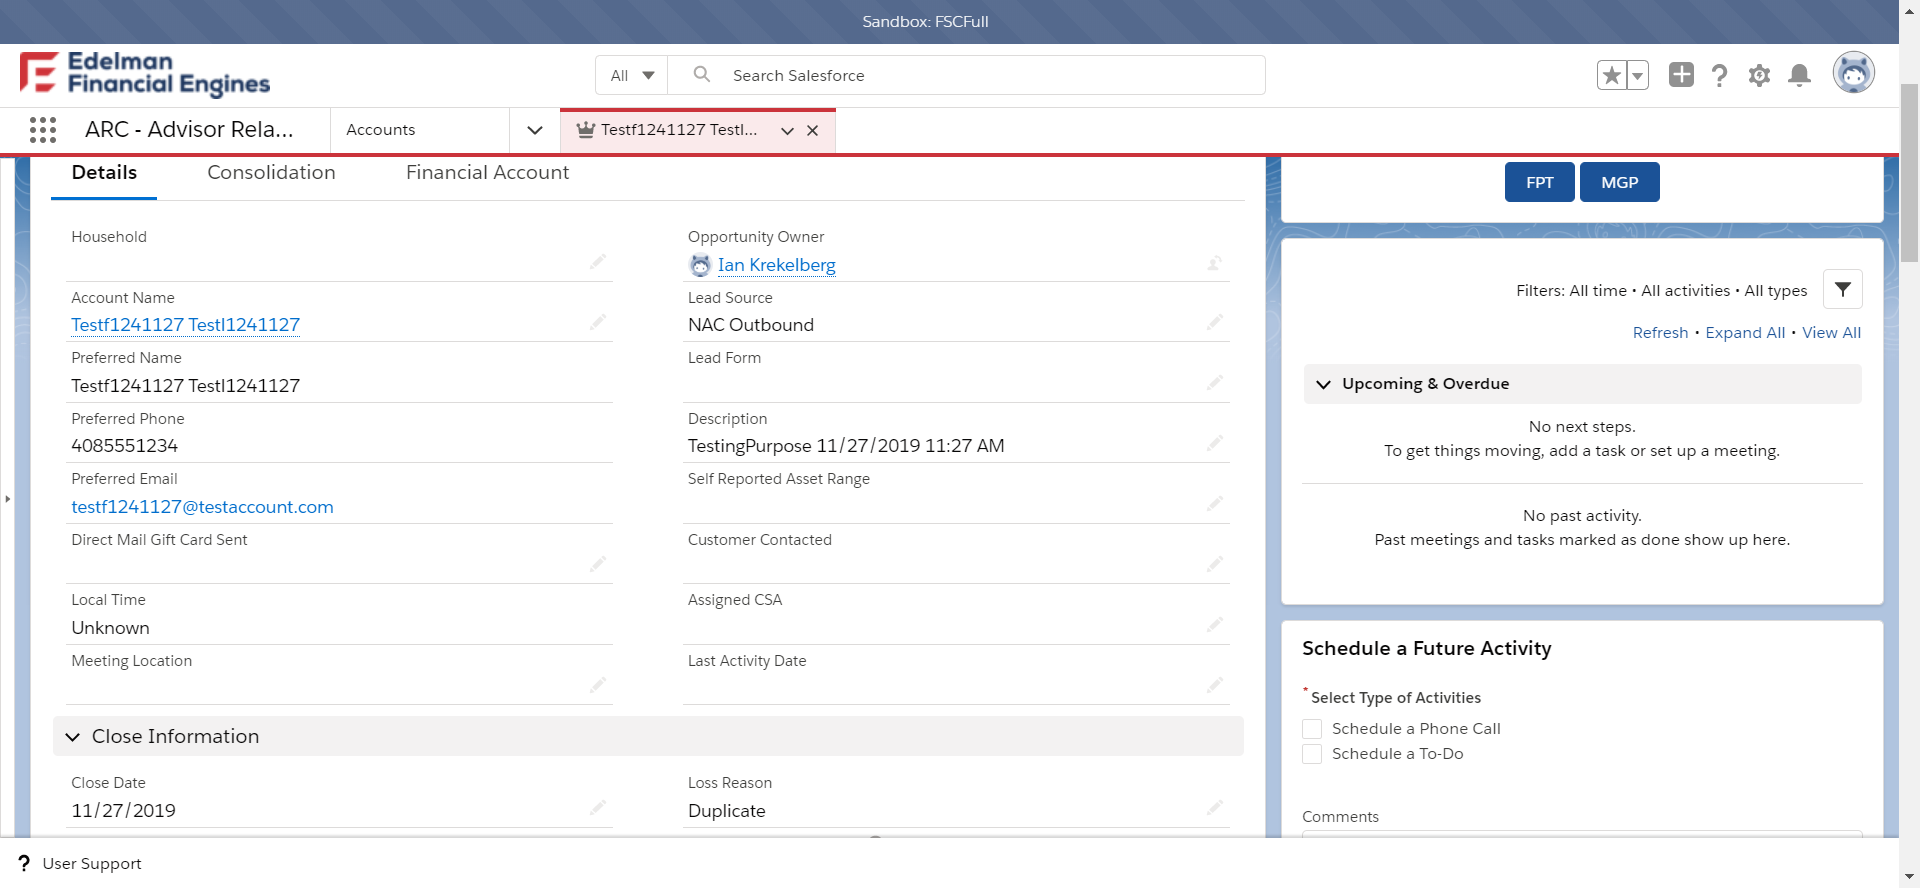 Sandbox: FSCFull
Edelman
Financial Engines
All
Search Salesforce
ARC - Advisor Rela...
Accounts
Testf1241127 Testl...
Details
Consolidation
Financial Account
FPT
MGP
Household
Opportunity Owner
Ian Krekelberg
Account Name
Testf1241127 Testl1241127
Lead Source
NAC Outbound
Preferred Name
Testf1241127 Testl1241127
Lead Form
Preferred Phone
4085551234
Description
TestingPurpose 11/27/2019 11:27 AM
Preferred Email
testf1241127@testaccount.com
Self Reported Asset Range
Direct Mail Gift Card Sent
Customer Contacted
Local Time
Unknown
Assigned CSA
Meeting Location
Last Activity Date
Close Information
Close Date
11/27/2019
Loss Reason
Duplicate
Filters: All time • All activities • All types
Refresh • Expand All • View All
Upcoming & Overdue
No next steps.
To get things moving, add a task or set up a meeting.
No past activity.
Past meetings and tasks marked as done show up here.
Schedule a Future Activity
*Select Type of Activities
Schedule a Phone Call
Schedule a To-Do
Comments
? User Support